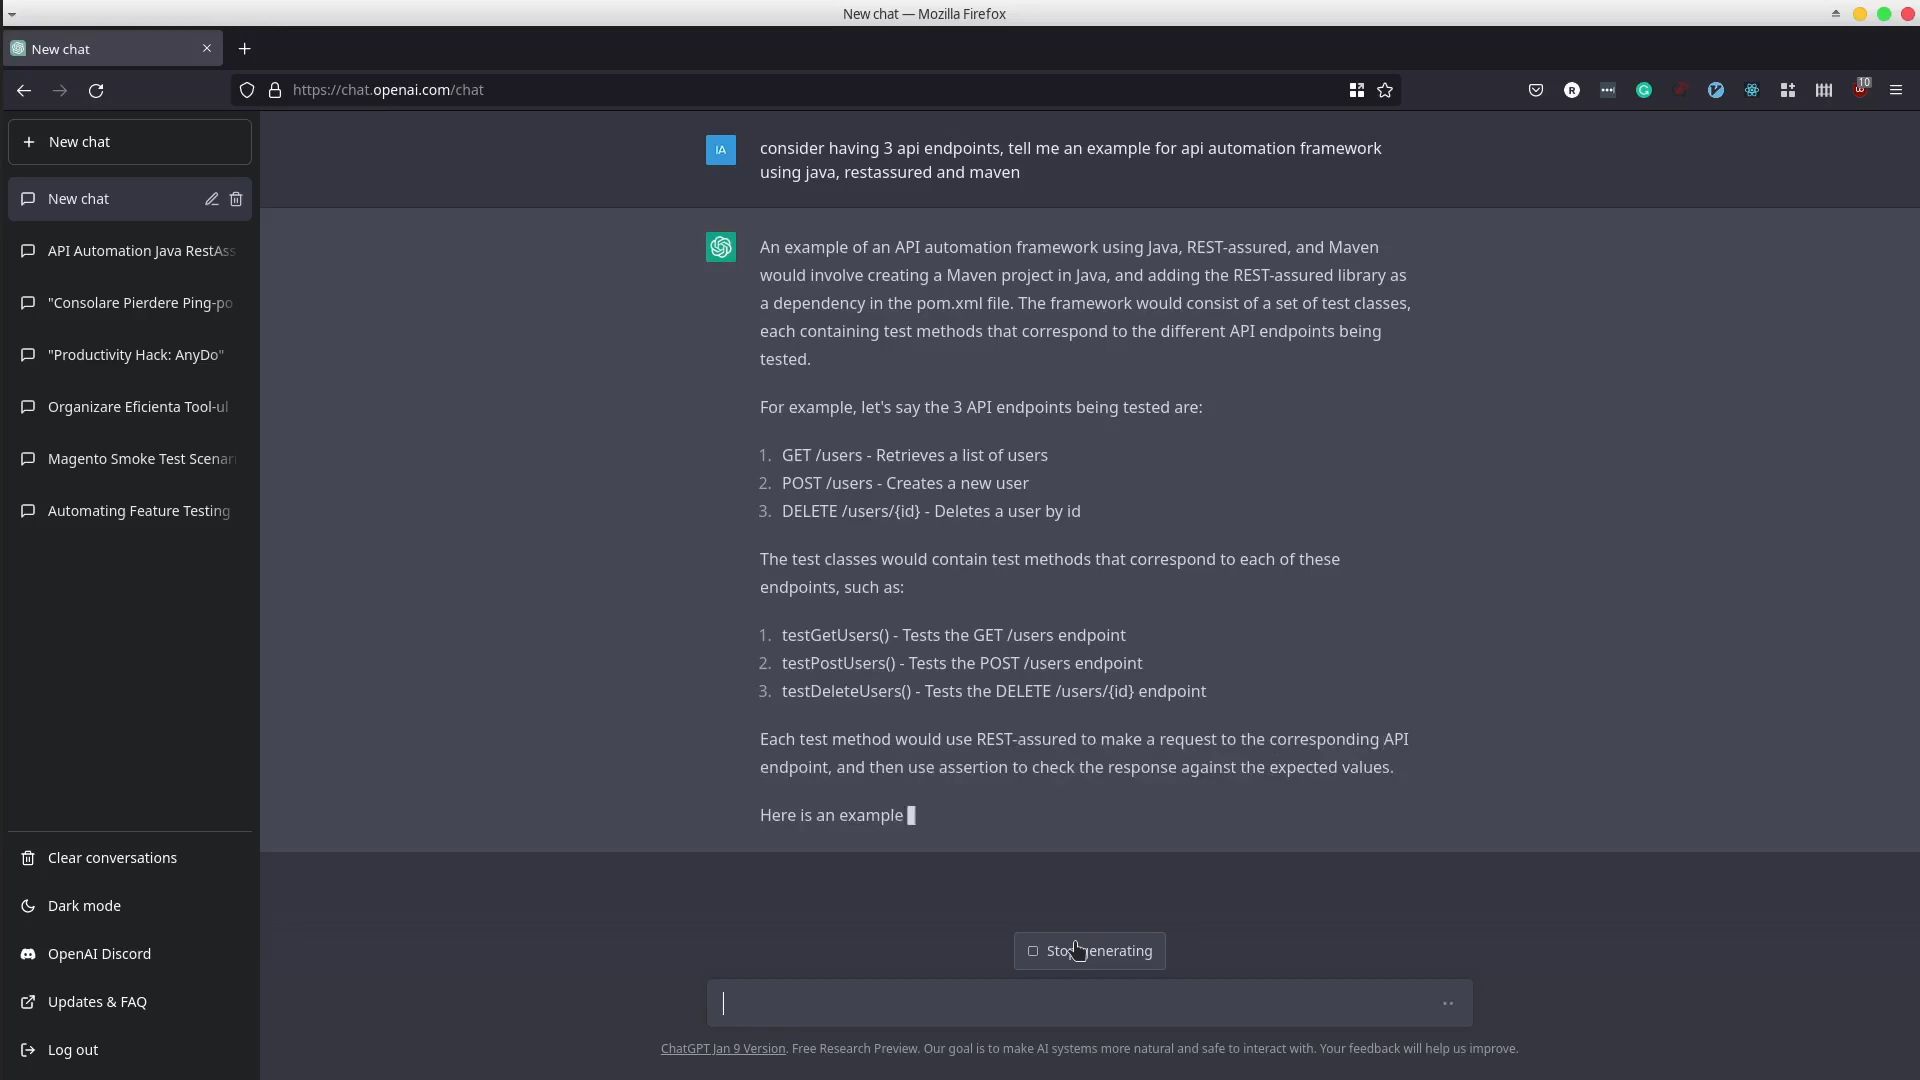 New chat — Mozilla Firefox
New chat
https://chat.openai.com/chat
R
10
New chat
New chat
API Automation Java RestAss
"Consolare Pierdere Ping-po
"Productivity Hack: AnyDo"
Organizare Eficienta Tool-ul
Magento Smoke Test Scenar
Automating Feature Testing
Clear conversations
Dark mode
OpenAI Discord
Updates & FAQ
Log out
IA
consider having 3 api endpoints, tell me an example for api automation framework
using java, restassured and maven
An example of an API automation framework using Java, REST-assured, and Maven
would involve creating a Maven project in Java, and adding the REST-assured library as
a dependency in the pom.xml file. The framework would consist of a set of test classes,
each containing test methods that correspond to the different API endpoints being
tested.
For example, let's say the 3 API endpoints being tested are:
1. GET /users - Retrieves a list of users
2. POST /users - Creates a new user
3. DELETE /users/{id} - Deletes a user by id
The test classes would contain test methods that correspond to each of these
endpoints, such as:
1. testGetUsers() - Tests the GET /users endpoint
2. testPostUsers() - Tests the POST /users endpoint
3. testDeleteUsers() - Tests the DELETE /users/{id} endpoint
Each test method would use REST-assured to make a request to the corresponding API
endpoint, and then use assertion to check the response against the expected values.
Here is an example
Stop generating
ChatGPT Jan 9 Version. Free Research Preview. Our goal is to make AI systems more natural and safe to interact with. Your feedback will help us improve.